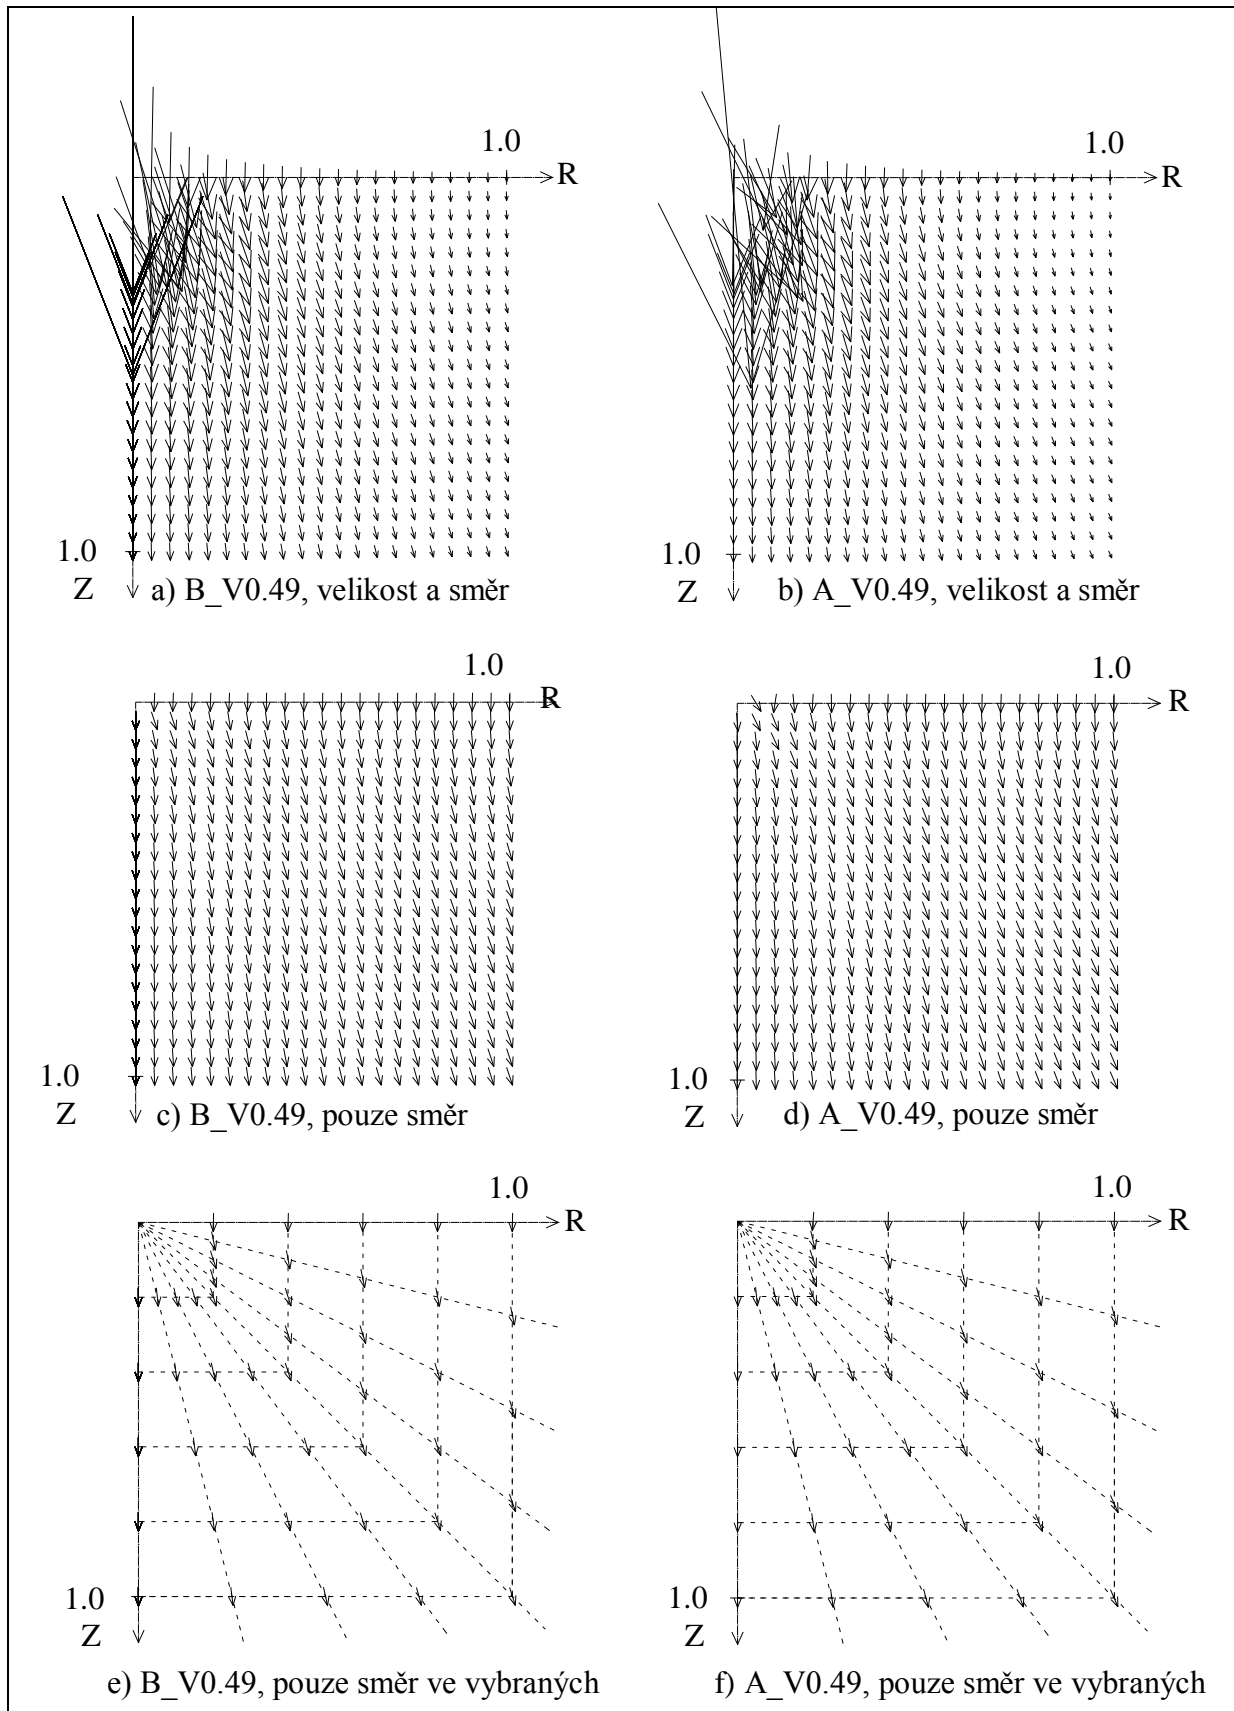 1.0
R
1.0
Z
a) B_V0.49, velikost a směr
1.0
R
1.0
Z
b) A_V0.49, velikost a směr
1.0
R
1.0
Z
c) B_V0.49, pouze směr
1.0
R
1.0
Z
d) A_V0.49, pouze směr
1.0
R
1.0
Z
e) B_V0.49, pouze směr ve vybraných
1.0
R
1.0
Z
f) A_V0.49, pouze směr ve vybraných